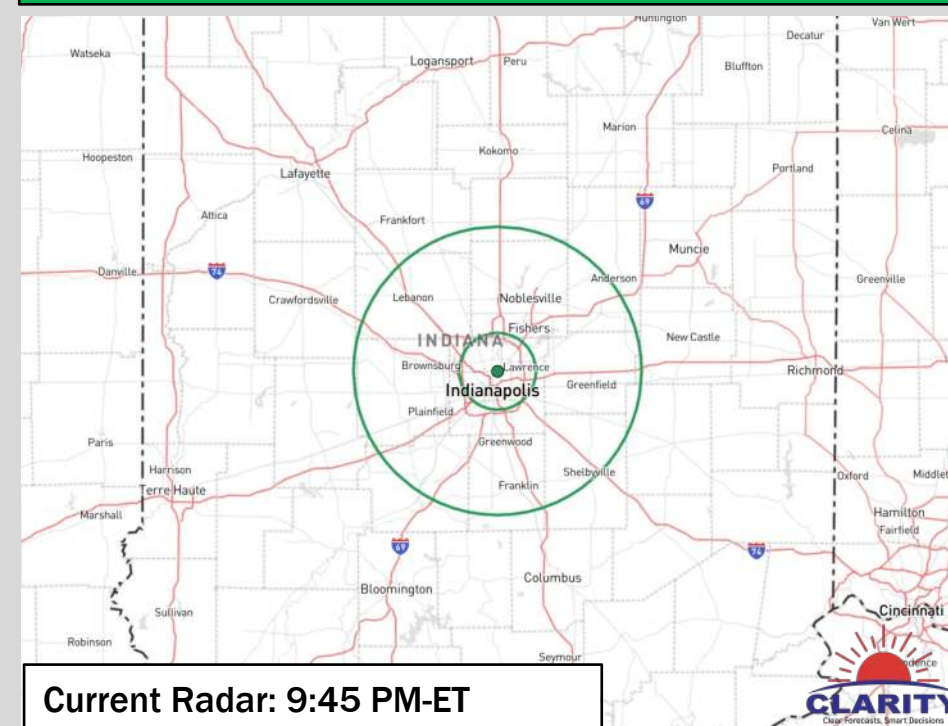 Huntington
Van Wert
Decatur
Watseka
Logansport
Peru
Bluffton
Marion
Celina
Kokomo
Hoopeston
Portland
Lafayette
69
Attica
Frankfort
Muncie
Danville
74
Anderson
Greenville
Crawfordsville
Lebanon
Noblesville
Fishers
INDIANA
New Castle
Brownsburg
Lawrence
Richmond
Indianapolis
Greenfield
Plainfield
Paris
Greenwood
Harrison
Shelbyville
Oxford
Middlet
Terre Haute
Franklin
Marshall
Hamilton
Fairfield
69
74
Columbus
Bloomington
Sullivan
Cincinnati
Robinson
Seymour
dence
Current Radar: 9:45 PM-ET
CLARITY
Clear Forecasts, Smart Decisions